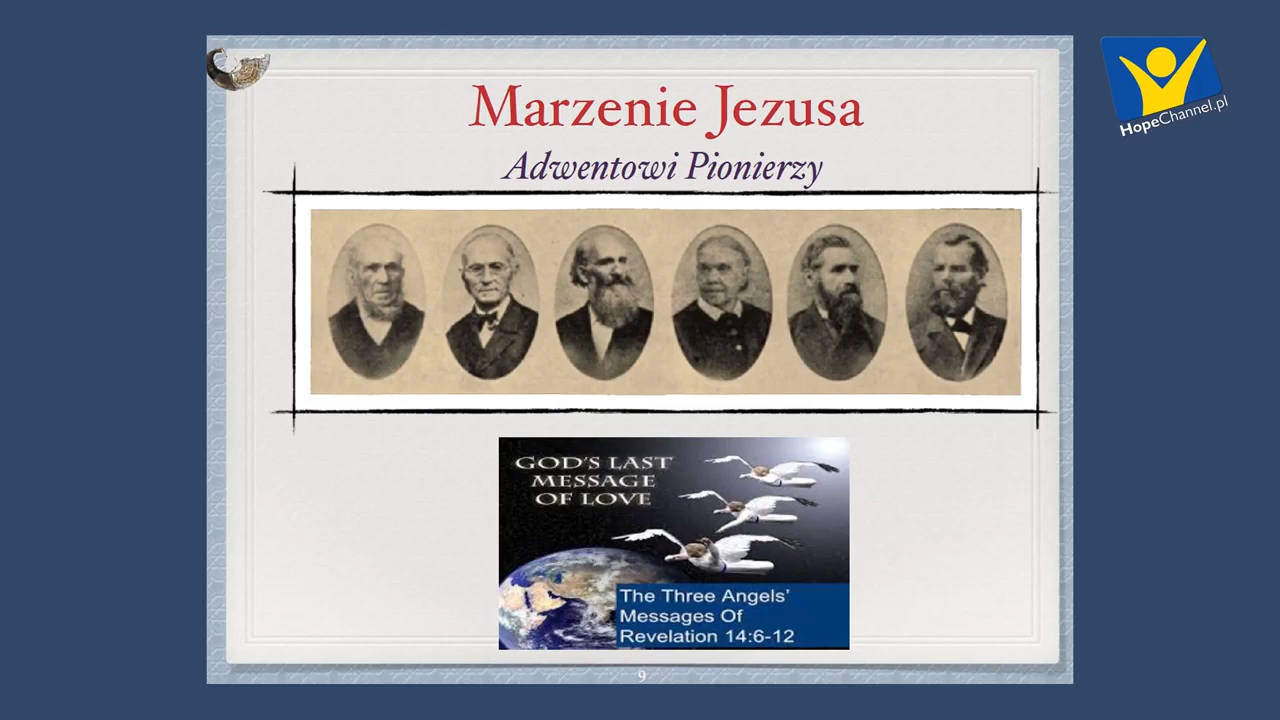 Marzenie Jezusa
Adwentowi Pionierzy
HopeChannel.pl
GOD'S LAST
MESSAGE
OF LOVE
The Three Angels'
Messages Of
Revelation 14:6-12
9